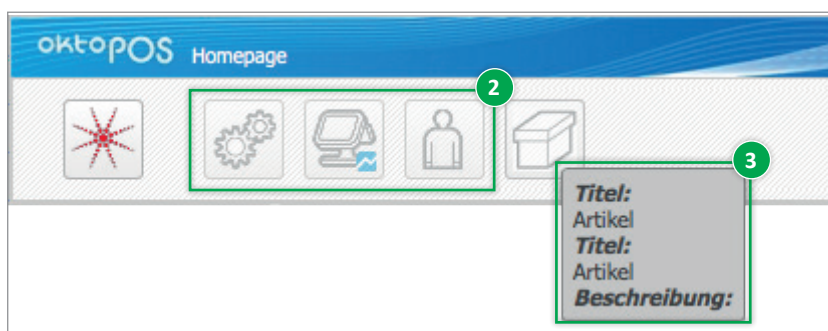 oktopos Homepage
2
3
Titel:
Artikel
Titel:
Artikel
Beschreibung: